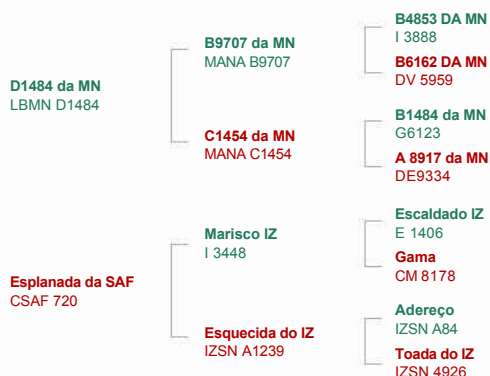 D1484 da MN
LBMN D1484
Esplanada da SAF
CSAF 720
B9707 da MN
MANA B9707
C1454 da MN
MANA C1454
Marisco IZ
I 3448
Esquecida do IZ
IZSN A1239
B4853 DA MN
I 3888
B6162 DA MN
DV 5959
B1484 da MN
G6123
A 8917 da MN
DE9334
Escaldado IZ
E 1406
Gama
CM 8178
Adereço
IZSN A84
Toada do IZ
IZSN 4926